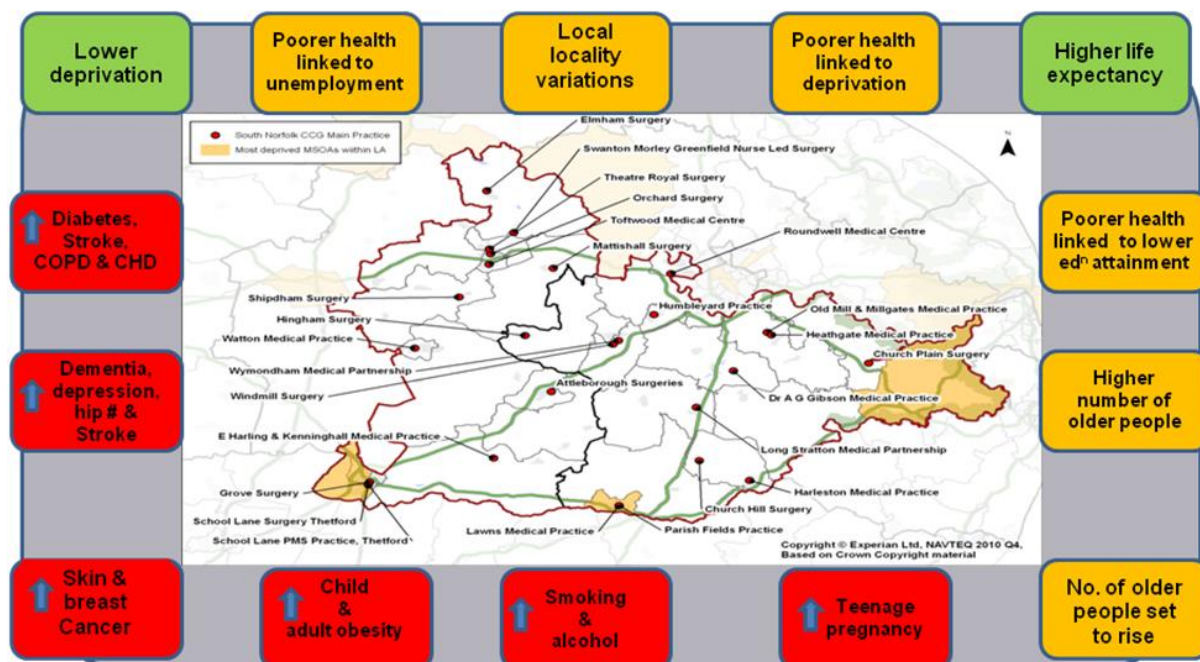 Lower
deprivation
Poorer health
linked to
unemployment
Local
locality
variations
Poorer health
linked to
deprivation
Higher life
expectancy
South Norfolk CCG Main Practice
Most deprived MSOAs within LA
N
Elmham Surgery
Swanton Morley Greenfield Nurse Led Surgery
Theatre Royal Surgery
Orchard Surgery
Toftwood Medical Centre
Mattishall Surgery
Roundwell Medical Centre
Shipdham Surgery
Humbleyard Practice
Old Mill & Millgates Medical Practice
Hingham Surgery
Heathgate Medical Practice
Watton Medical Practice
Church Plain Surgery
Wymondham Medical Partnership
Attleborough Surgeries
Windmill Surgery
Dr A G Gibson Medical Practice
E Harling & Kenninghall Medical Practice
Long Stratton Medical Partnership
Grove Surgery
Harleston Medical Practice
School Lane Surgery Thetford
Church Hill Surgery
Lawns Medical Practice
Parish Fields Practice
School Lane PMS Practice, Thetford
Copyright © Experian Ltd, NAVTEQ 2010 Q4,
Based on Crown Copyright material
Diabetes,
Stroke,
COPD & CHD
Poorer health
linked to lower
edⁿ attainment
Dementia,
depression,
hip # &
Stroke
Higher
number of
older people
Skin &
breast
Cancer
Child
&
adult obesity
Smoking
&
alcohol
Teenage
pregnancy
No. of older
people set
to rise